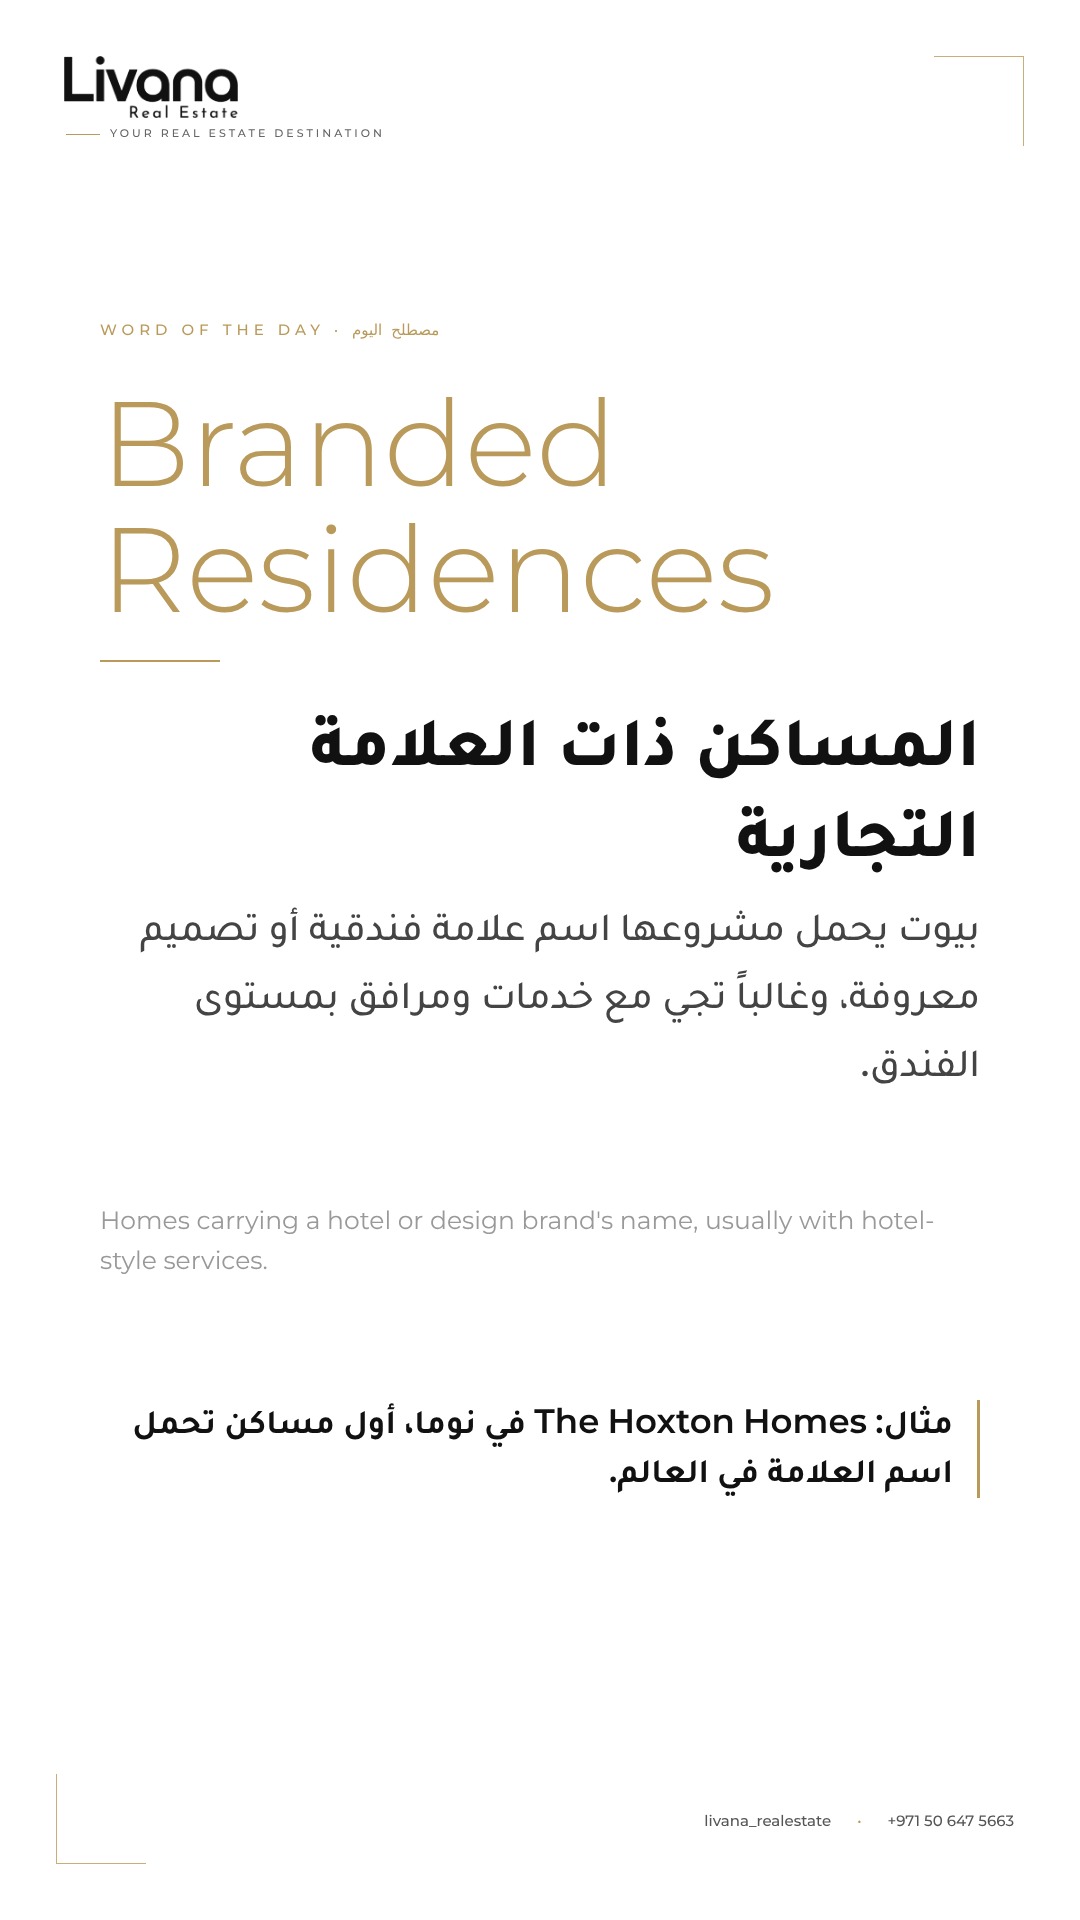 Livana
Real Estate
YOUR REAL ESTATE DESTINATION
WORD OF THE DAY · مصطلح اليوم
Branded
Residences
المساكن ذات العلامة
التجارية
بيوت يحمل مشروعها اسم علامة فندقية أو تصميم
معروفة، وغالباً تجي مع خدمات ومرافق بمستوى
الفندق.
Homes carrying a hotel or design brand's name, usually with hotel-
style services.
مثال: The Hoxton Homes في نوما، أول مساكن تحمل
اسم العلامة في العالم.
livana_realestate · +971 50 647 5663